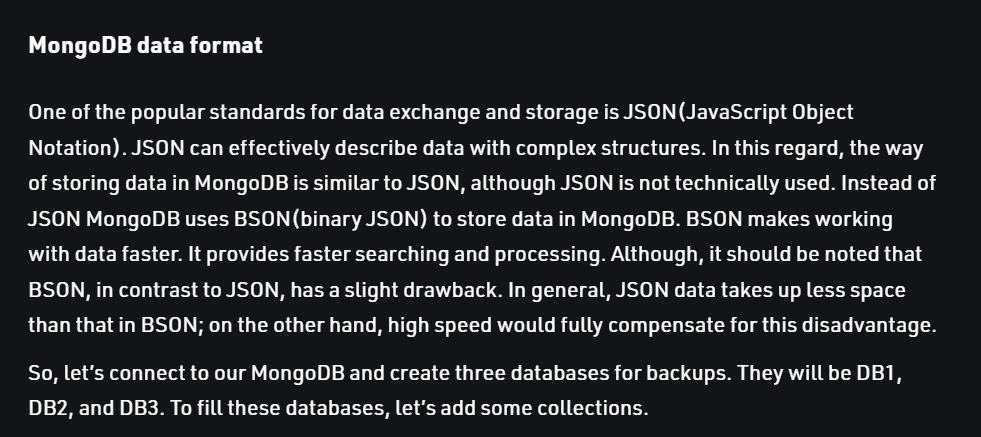 MongoDB data format
One of the popular standards for data exchange and storage is JSON(JavaScript Object
Notation). JSON can effectively describe data with complex structures. In this regard, the way
of storing data in MongoDB is similar to JSON, although JSON is not technically used. Instead of
JSON MongoDB uses BSON(binary JSON) to store data in MongoDB. BSON makes working
with data faster. It provides faster searching and processing. Although, it should be noted that
BSON, in contrast to JSON, has a slight drawback. In general, JSON data takes up less space
than that in BSON; on the other hand, high speed would fully compensate for this disadvantage.
So, let’s connect to our MongoDB and create three databases for backups. They will be DB1,
DB2, and DB3. To fill these databases, let’s add some collections.